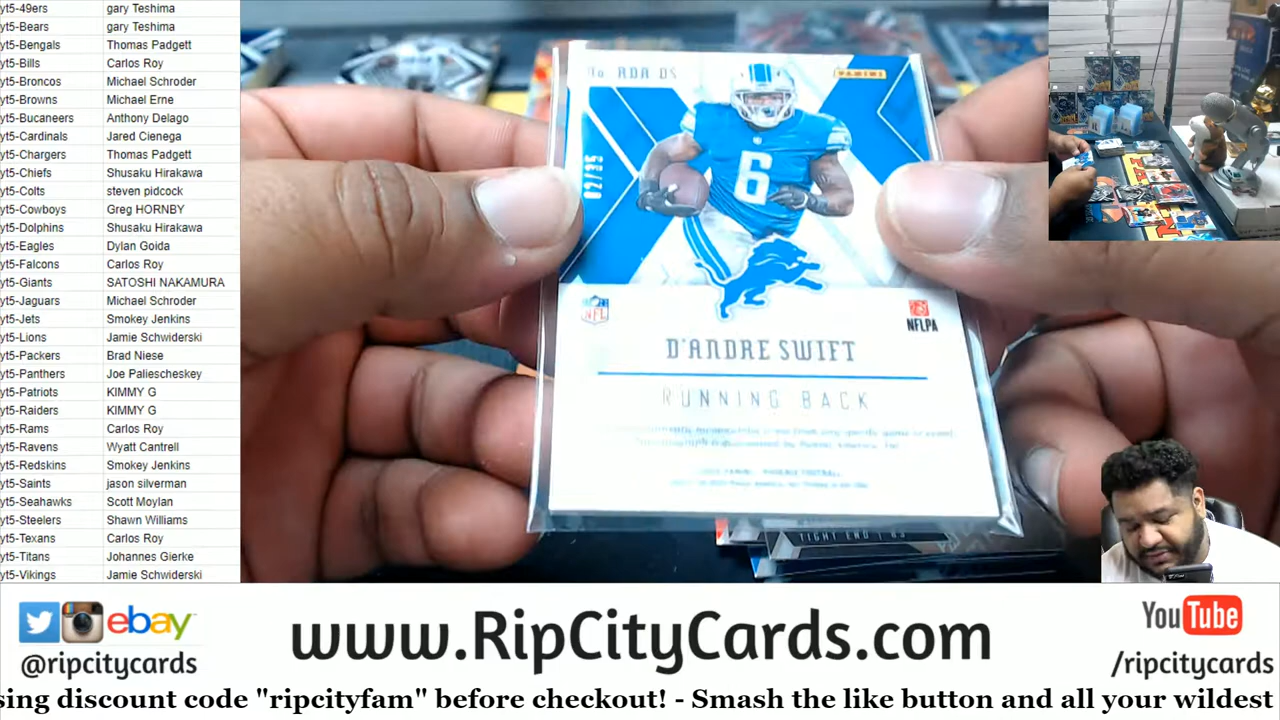 yt5-49ers gary Teshima
yt5-Bears gary Teshima
yt5-Bengals Thomas Padgett
yt5-Bills Carlos Roy
yt5-Broncos Michael Schroder
yt5-Browns Michael Erne
yt5-Bucaneers Anthony Delago
yt5-Cardinals Jared Cienega
yt5-Chargers Thomas Padgett
yt5-Chiefs Shusaku Hirakawa
yt5-Colts steven pidcock
yt5-Cowboys Greg HORNBY
yt5-Dolphins Shusaku Hirakawa
yt5-Eagles Dylan Goida
yt5-Falcons Carlos Roy
yt5-Giants SATOSHI NAKAMURA
yt5-Jaguars Michael Schroder
yt5-Jets Smokey Jenkins
yt5-Lions Jamie Schwiderski
yt5-Packers Brad Niese
yt5-Panthers Joe Paliescheskey
yt5-Patriots KIMMY G
yt5-Raiders KIMMY G
yt5-Rams Carlos Roy
yt5-Ravens Wyatt Cantreli
yt5-Redskins Smokey Jenkins
yt5-Saints jason silverman
yt5-Seahawks Scott Moylan
yt5-Steelers Shawn Williams
yt5-Texans Carlos Roy
yt5-Titans Johannes Gierke
yt5-Vikings Jamie Schwiderski
No RDA-DS
PANINI
02/35
6
NFL
NFLPA
D'ANDRE SWIFT
RUNNING BACK
TIGHT END
ebay
@ripcitycards
www.RipCityCards.com
YouTube
/ripcitycards
sing discount code "ripcityfam" before checkout! - Smash the like button and all your wildest